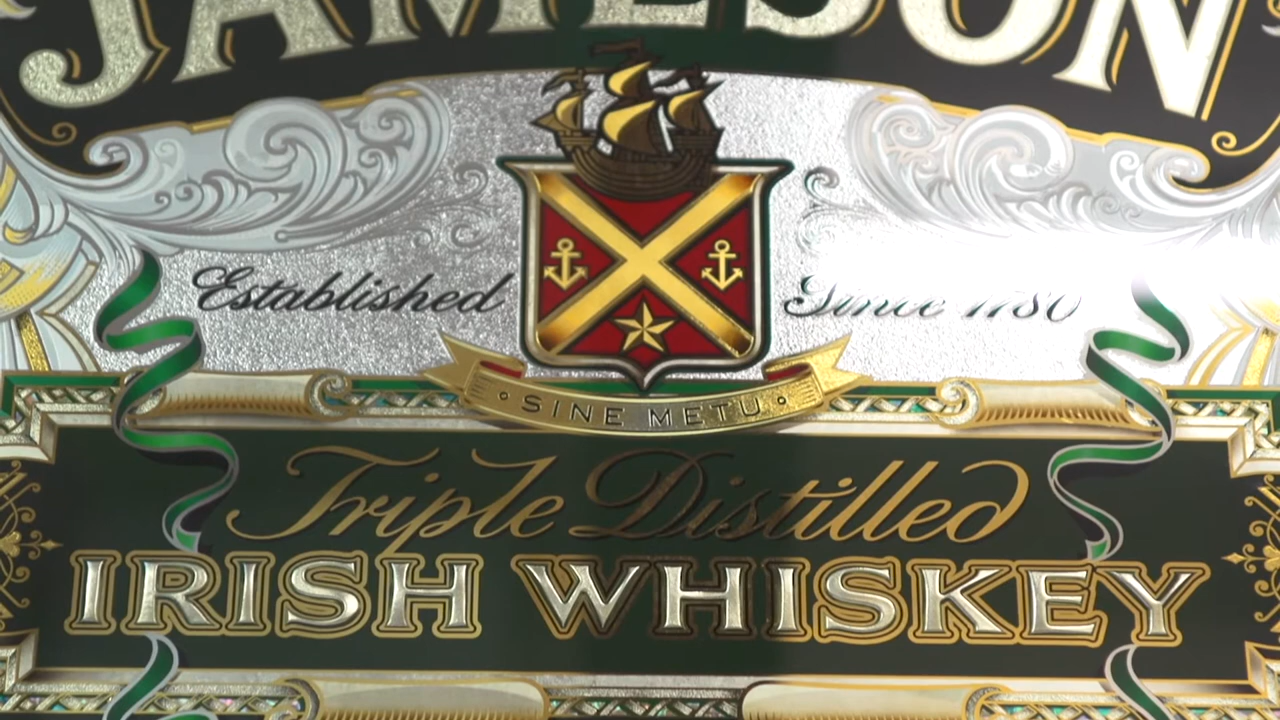 JAMESON
Established Since 1780
SINE METU
Triple Distilled
IRISH WHISKEY